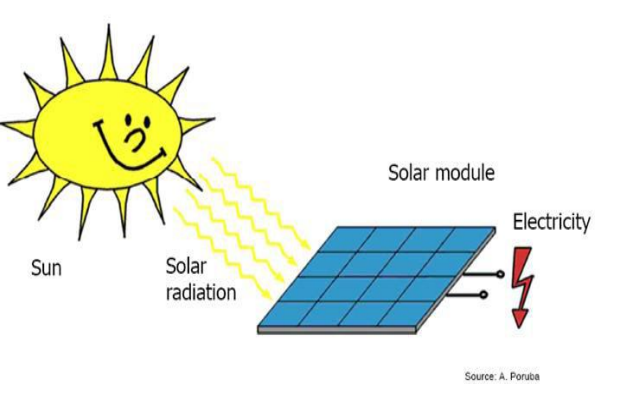 Solar module
Electricity
Sun
Solar
radiation
Source: A. Poruba